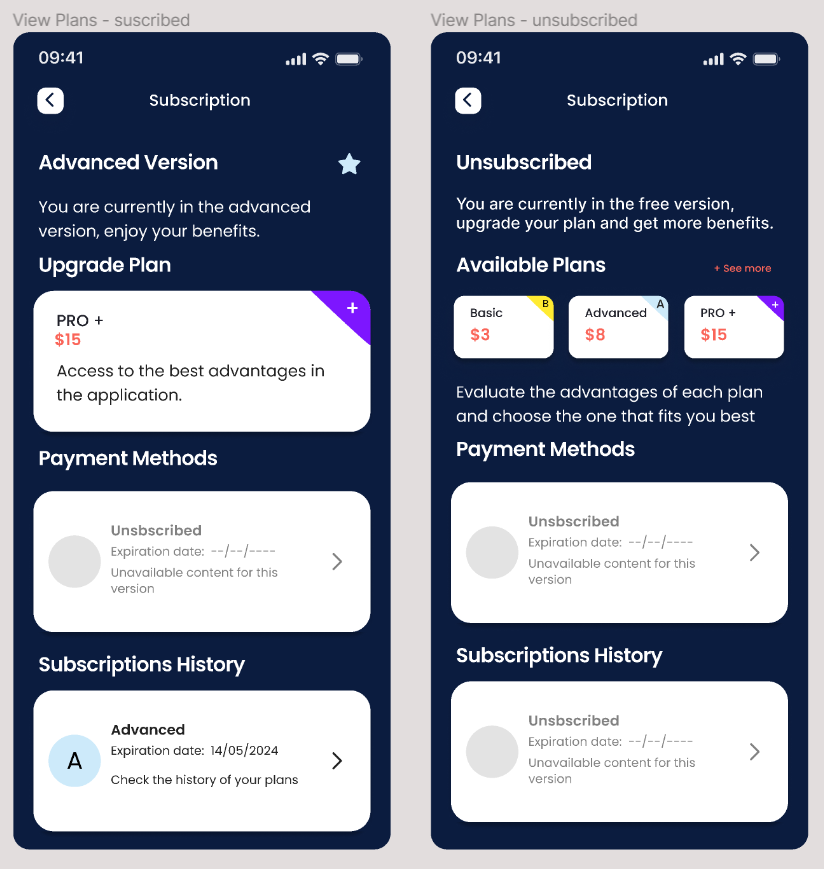 View Plans - suscribed
09:41
Subscription
Advanced Version
You are currently in the advanced
version, enjoy your benefits.
Upgrade Plan
PRO +
$15
+
Access to the best advantages in
the application.
Payment Methods
Unsbscribed
Expiration date: --/--/----
Unavailable content for this
version
Subscriptions History
A
Advanced
Expiration date: 14/05/2024
Check the history of your plans
View Plans - unsubscribed
09:41
Subscription
Unsubscribed
You are currently in the free version,
upgrade your plan and get more benefits.
Available Plans
+ See more
Basic
B
$3
Advanced
A
$8
PRO +
+
$15
Evaluate the advantages of each plan
and choose the one that fits you best
Payment Methods
Unsbscribed
Expiration date: --/--/----
Unavailable content for this
version
Subscriptions History
Unsbscribed
Expiration date: --/--/----
Unavailable content for this
version